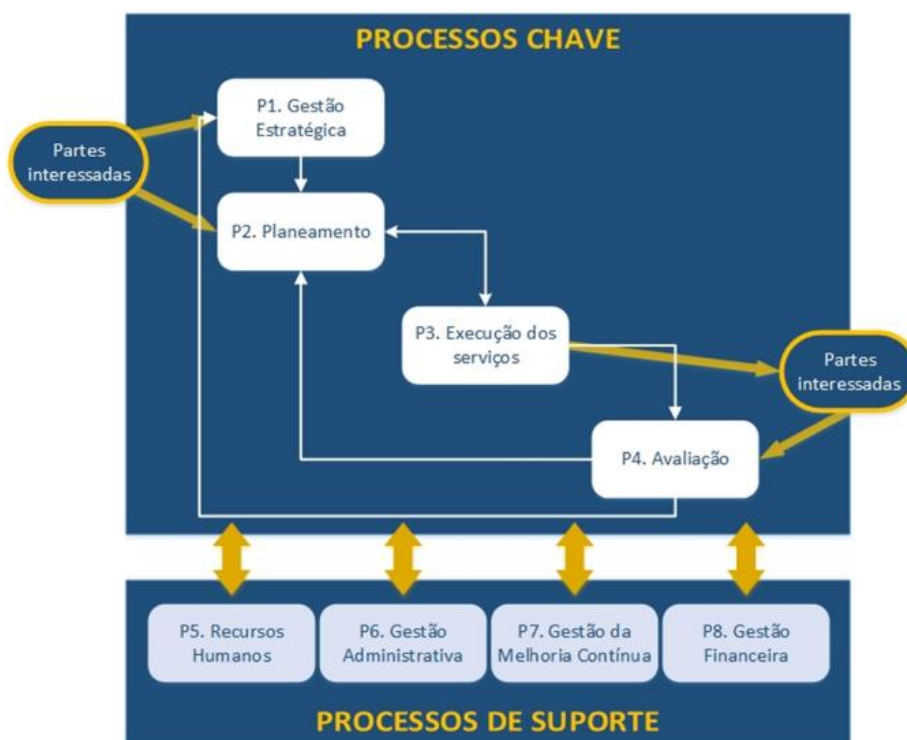 PROCESSOS CHAVE
P1. Gestão
Estratégica
Partes
interessadas
P2. Planeamento
P3. Execução dos
serviços
Partes
interessadas
P4. Avaliação
P5. Recursos
Humanos
P6. Gestão
Administrativa
P7. Gestão da
Melhoria Contínua
P8. Gestão
Financeira
PROCESSOS DE SUPORTE